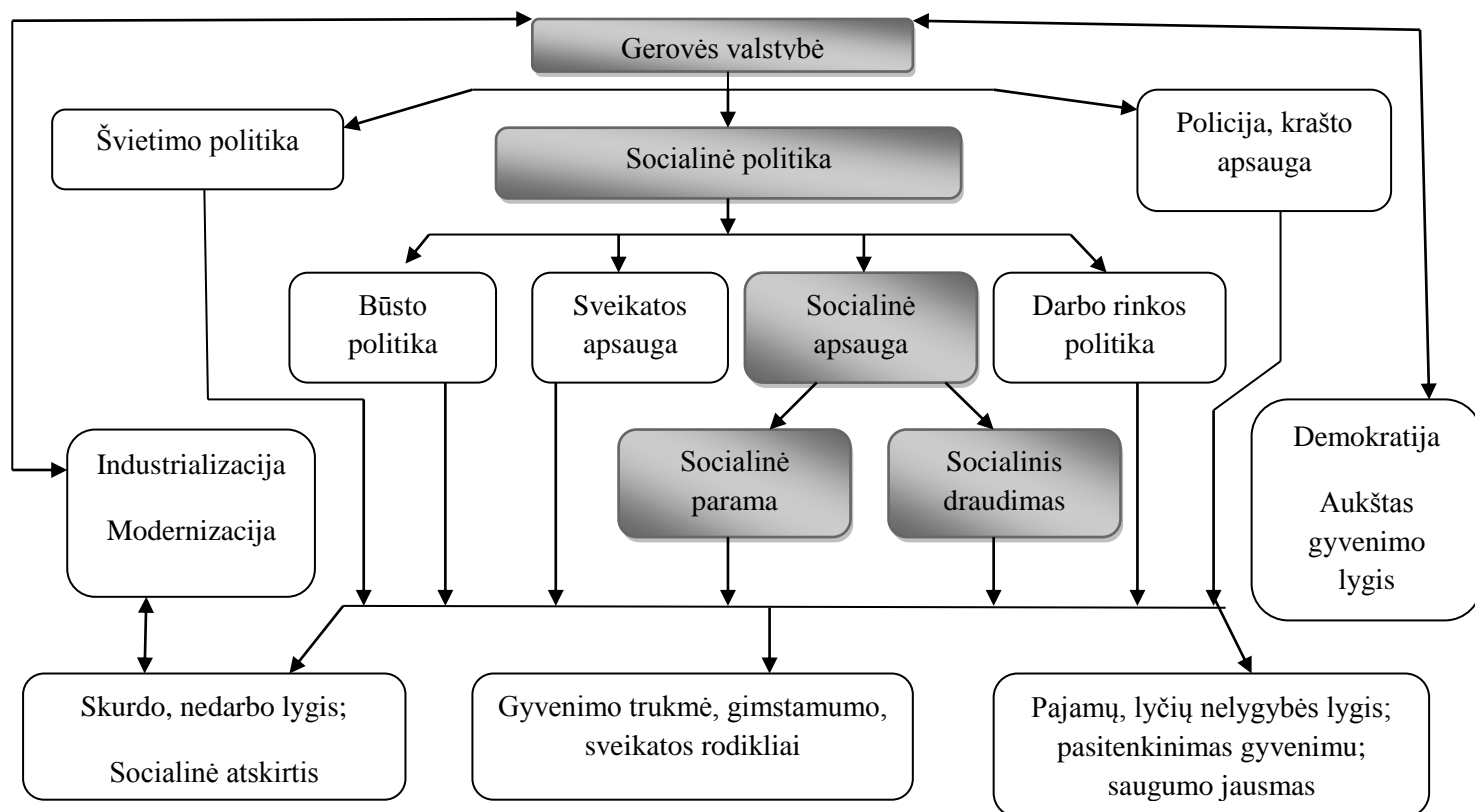 Gerovės valstybė
Švietimo politika
Socialinė politika
Policija, krašto
apsauga
Būsto
politika
Sveikatos
apsauga
Socialinė
apsauga
Darbo rinkos
politika
Industrializacija
Modernizacija
Socialinė
parama
Socialinis
draudimas
Demokratija
Aukštas
gyvenimo
lygis
Skurdo, nedarbo lygis;
Socialinė atskirtis
Gyvenimo trukmė, gimstamumo,
sveikatos rodikliai
Pajamų, lyčių nelygybės lygis;
pasitenkinimas gyvenimu;
saugumo jausmas